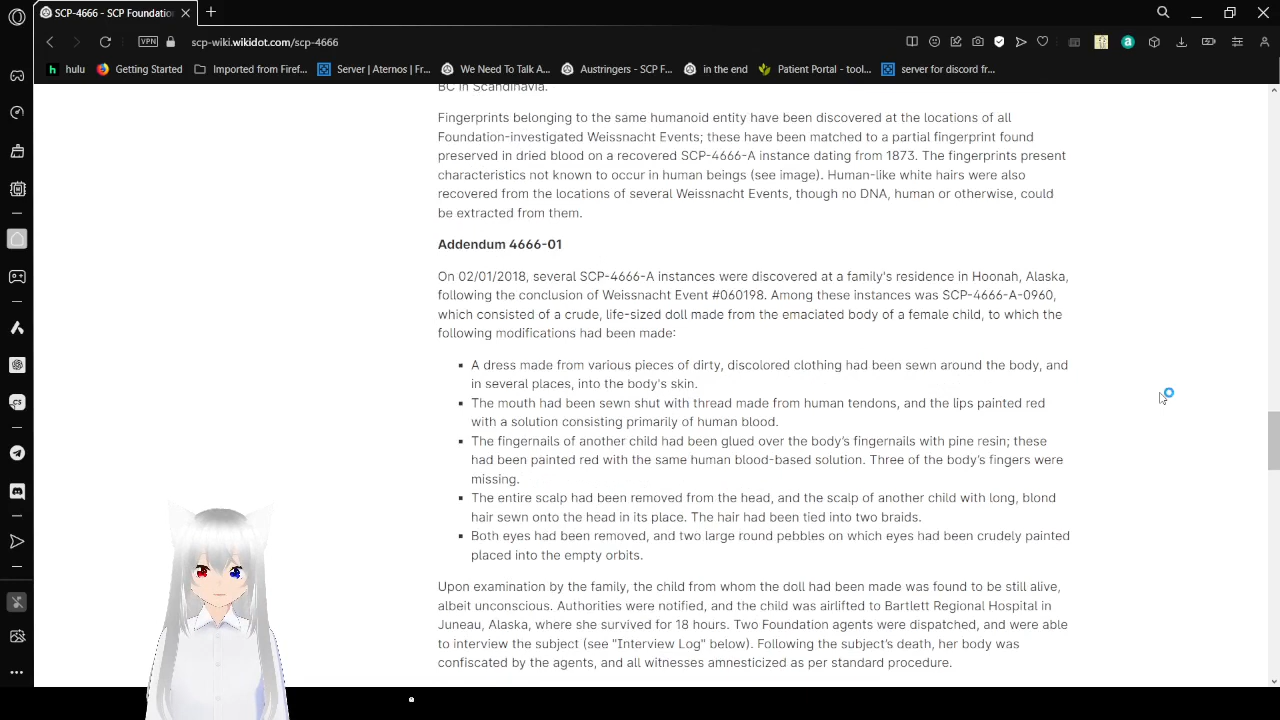 SCP-4666 - SCP Foundatio
scp-wiki.wikidot.com/scp-4666
VPN
hulu
Getting Started
Imported from Firef...
Server | Aternos | Fr...
We Need To Talk A...
Austringers - SCP F...
in the end
Patient Portal - tool...
server for discord fr...
BC in Scandinavia.
Fingerprints belonging to the same humanoid entity have been discovered at the locations of all
Foundation-investigated Weissnacht Events; these have been matched to a partial fingerprint found
preserved in dried blood on a recovered SCP-4666-A instance dating from 1873. The fingerprints present
characteristics not known to occur in human beings (see image). Human-like white hairs were also
recovered from the locations of several Weissnacht Events, though no DNA, human or otherwise, could
be extracted from them.
Addendum 4666-01
On 02/01/2018, several SCP-4666-A instances were discovered at a family's residence in Hoonah, Alaska,
following the conclusion of Weissnacht Event #060198. Among these instances was SCP-4666-A-0960,
which consisted of a crude, life-sized doll made from the emaciated body of a female child, to which the
following modifications had been made:
A dress made from various pieces of dirty, discolored clothing had been sewn around the body, and
in several places, into the body's skin.
The mouth had been sewn shut with thread made from human tendons, and the lips painted red
with a solution consisting primarily of human blood.
The fingernails of another child had been glued over the body's fingernails with pine resin; these
had been painted red with the same human blood-based solution. Three of the body's fingers were
missing.
The entire scalp had been removed from the head, and the scalp of another child with long, blond
hair sewn onto the head in its place. The hair had been tied into two braids.
Both eyes had been removed, and two large round pebbles on which eyes had been crudely painted
placed into the empty orbits.
Upon examination by the family, the child from whom the doll had been made was found to be still alive,
albeit unconscious. Authorities were notified, and the child was airlifted to Bartlett Regional Hospital in
Juneau, Alaska, where she survived for 18 hours. Two Foundation agents were dispatched, and were able
to interview the subject (see "Interview Log" below). Following the subject's death, her body was
confiscated by the agents, and all witnesses amnesticized as per standard procedure.